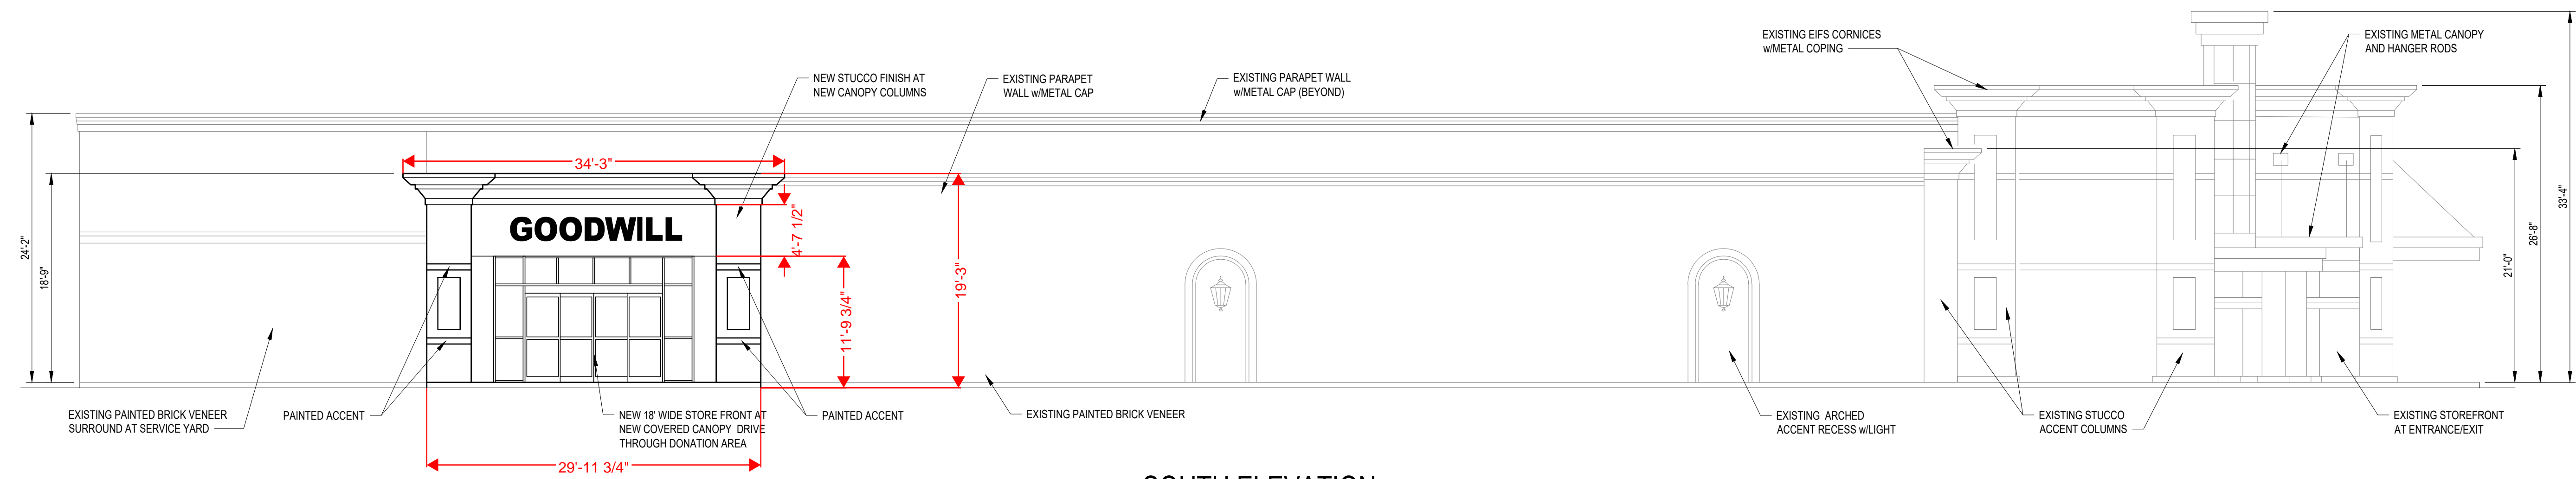 EXISTING EIFS CORNICES
w/METAL COPING
EXISTING METAL CANOPY
AND HANGER RODS
NEW STUCCO FINISH AT
NEW CANOPY COLUMNS
EXISTING PARAPET
WALL w/METAL CAP
EXISTING PARAPET WALL
w/METAL CAP (BEYOND)
34'-3"
GOODWILL
24'-2"
18'-9"
4'-7 1/2"
11'-9 3/4"
19'-3"
21'-0"
26'-8"
33'-4"
EXISTING PAINTED BRICK VENEER
SURROUND AT SERVICE YARD
PAINTED ACCENT
NEW 18' WIDE STORE FRONT AT
NEW COVERED CANOPY DRIVE
THROUGH DONATION AREA
PAINTED ACCENT
EXISTING PAINTED BRICK VENEER
EXISTING ARCHED
ACCENT RECESS w/LIGHT
EXISTING STUCCO
ACCENT COLUMNS
EXISTING STOREFRONT
AT ENTRANCE/EXIT
29'-11 3/4"
SOUTH ELEVATION